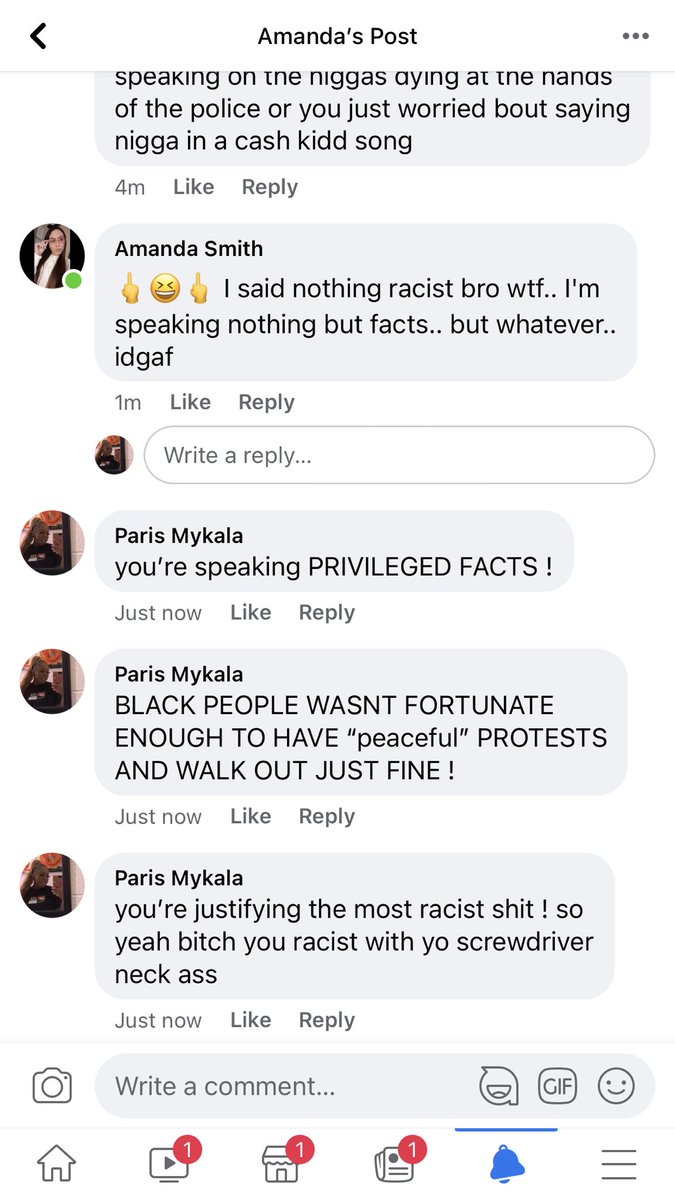 Amanda's Post
speaking on the niggas dying at the hands
of the police or you just worried bout saying
nigga in a cash kidd song
4m Like Reply
Amanda Smith
🖕😆🖕 I said nothing racist bro wtf.. I'm
speaking nothing but facts.. but whatever..
idgaf
1m Like Reply
Write a reply...
Paris Mykala
you're speaking PRIVILEGED FACTS !
Just now Like Reply
Paris Mykala
BLACK PEOPLE WASNT FORTUNATE
ENOUGH TO HAVE “peaceful” PROTESTS
AND WALK OUT JUST FINE !
Just now Like Reply
Paris Mykala
you're justifying the most racist shit ! so
yeah bitch you racist with yo screwdriver
neck ass
Just now Like Reply
Write a comment...
GIF
1 1 1